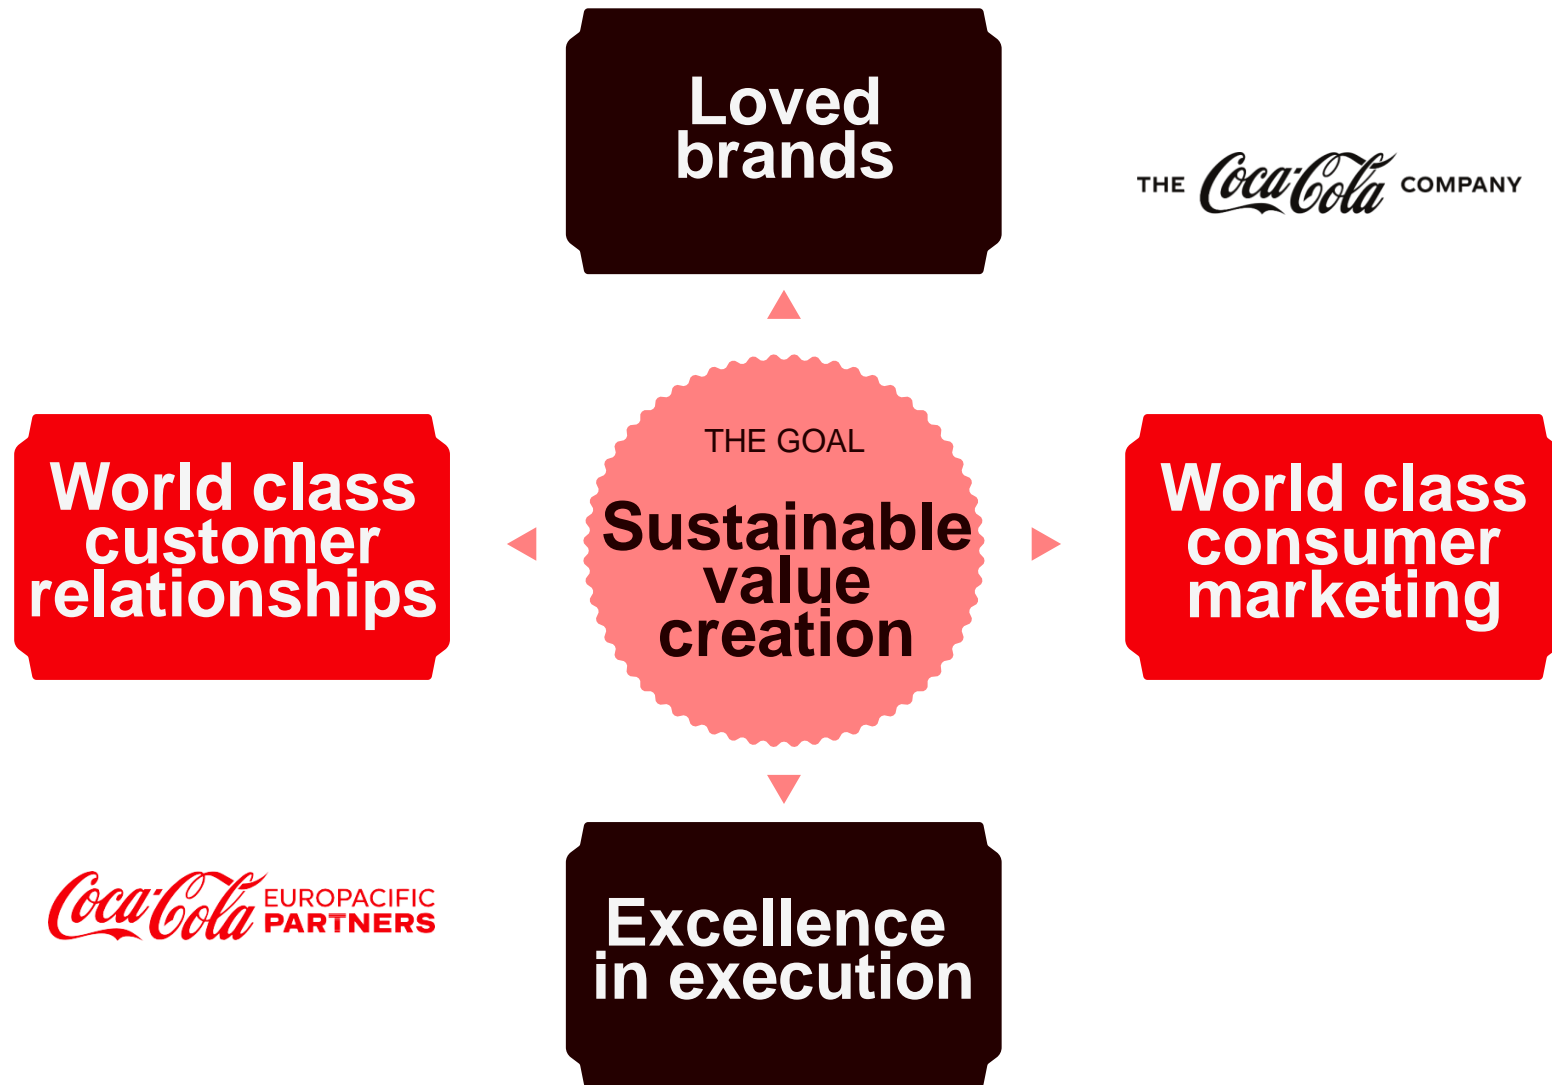 Loved
brands
THE Coca-Cola COMPANY
THE GOAL
Sustainable
value
creation
World class
customer
relationships
World class
consumer
marketing
Coca-Cola EUROPACIFIC
PARTNERS
Excellence
in execution